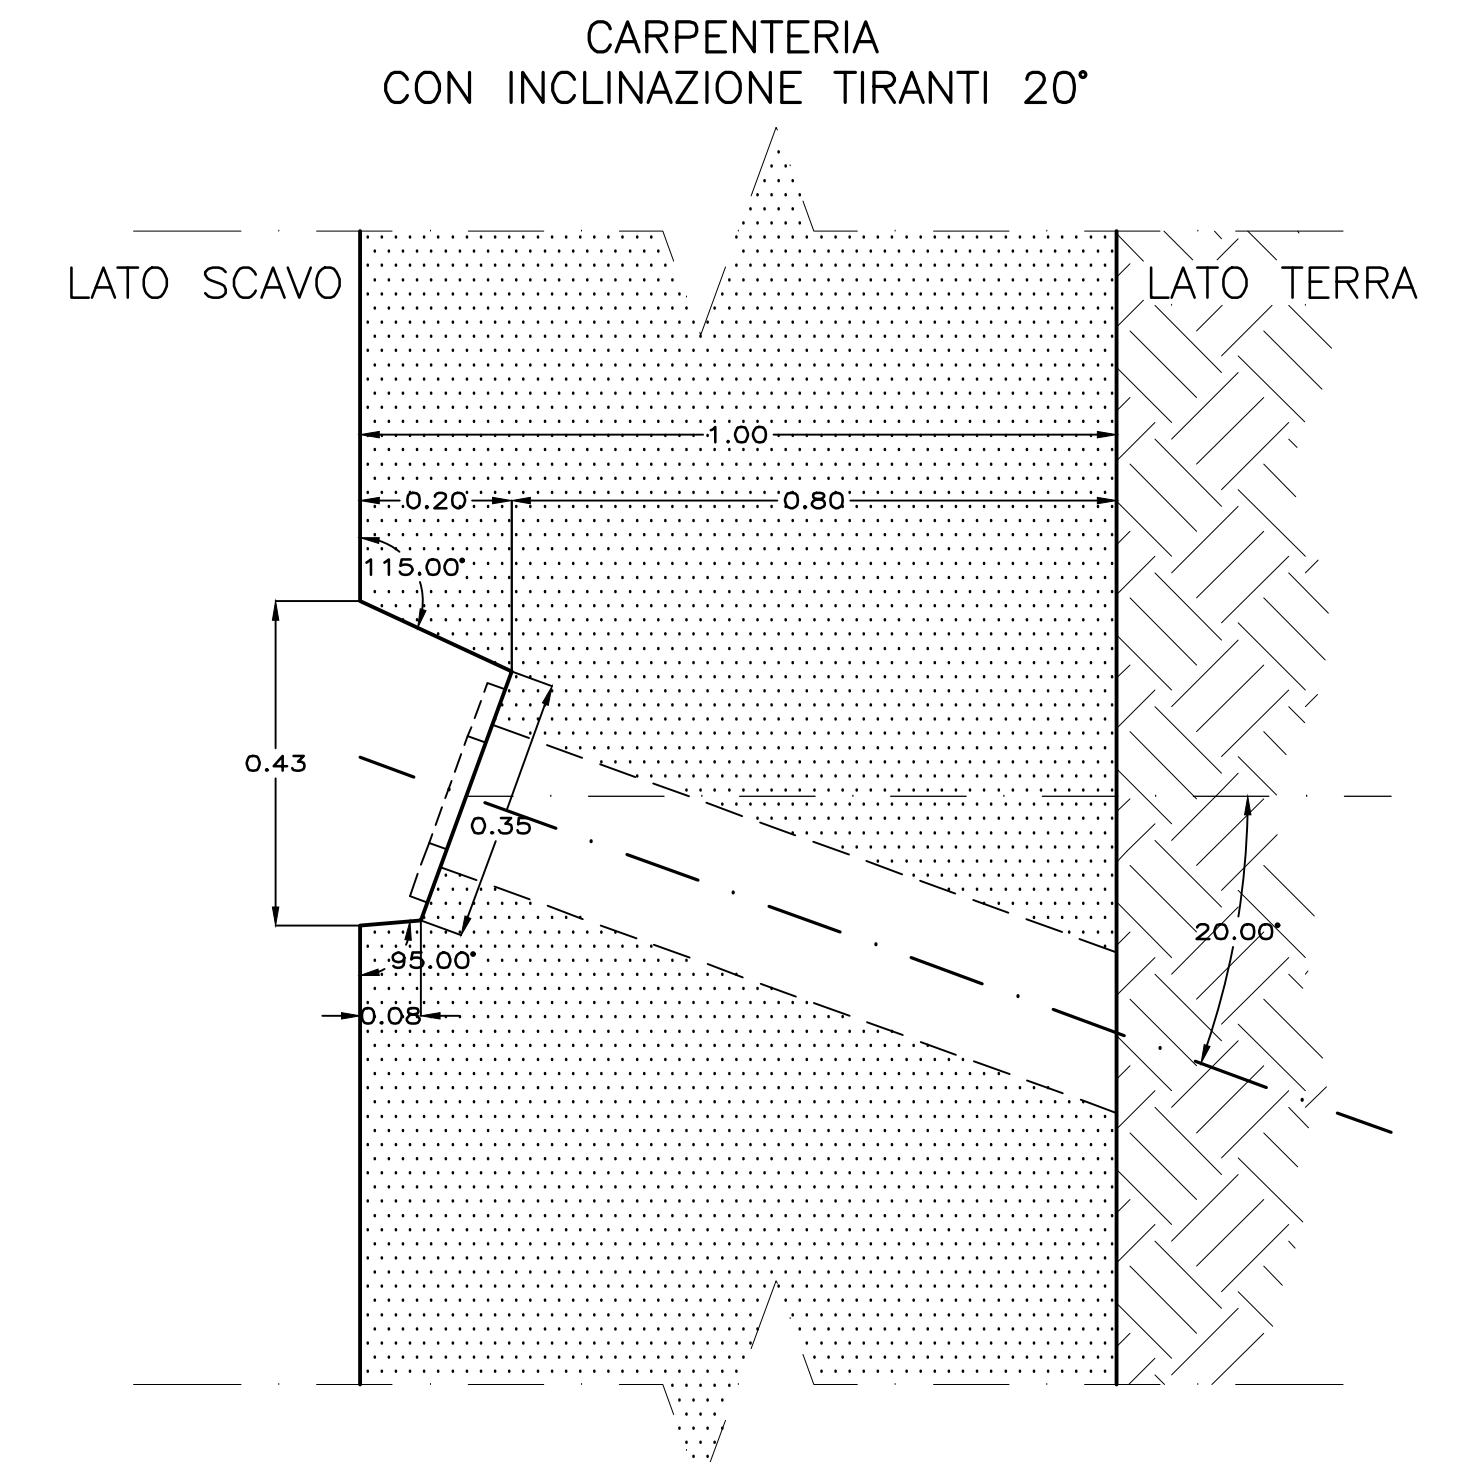 CARPENTERIA
CON INCLINAZIONE TIRANTI 20°
LATO SCAVO
LATO TERRA
1.00
0.20
0.80
115.00°
0.43
0.35
20.00°
95.00°
0.08